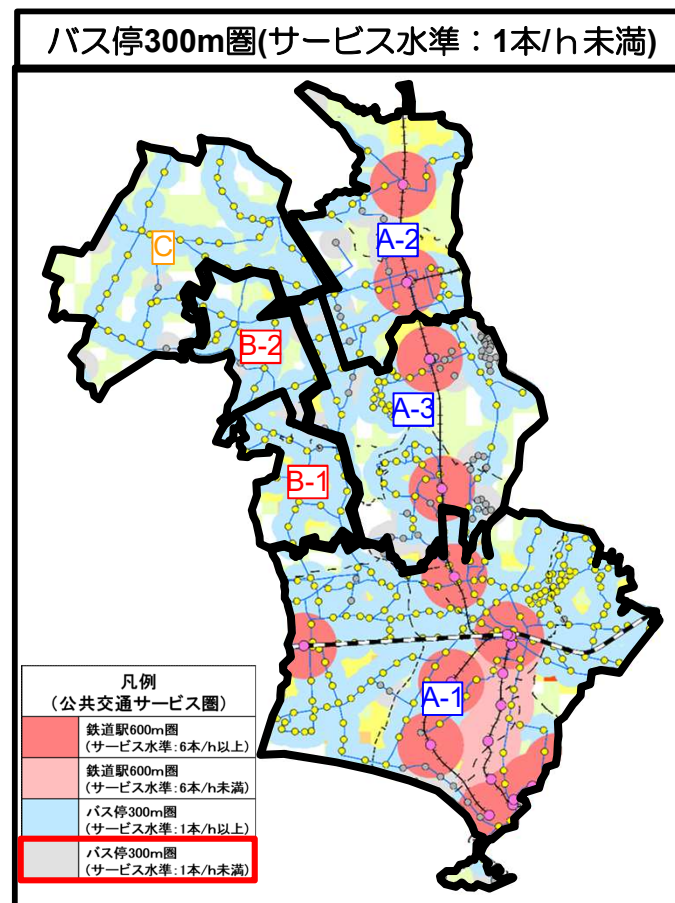 バス停300m圏(サービス水準：1本/ｈ未満)
C
A-2
B-2
A-3
B-1
A-1
凡例
（公共交通サービス圏）
鉄道駅600m圏
(サービス水準:6本/h以上)
鉄道駅600m圏
(サービス水準:6本/h未満)
バス停300m圏
(サービス水準:1本/h以上)
バス停300m圏
(サービス水準:1本/h未満)